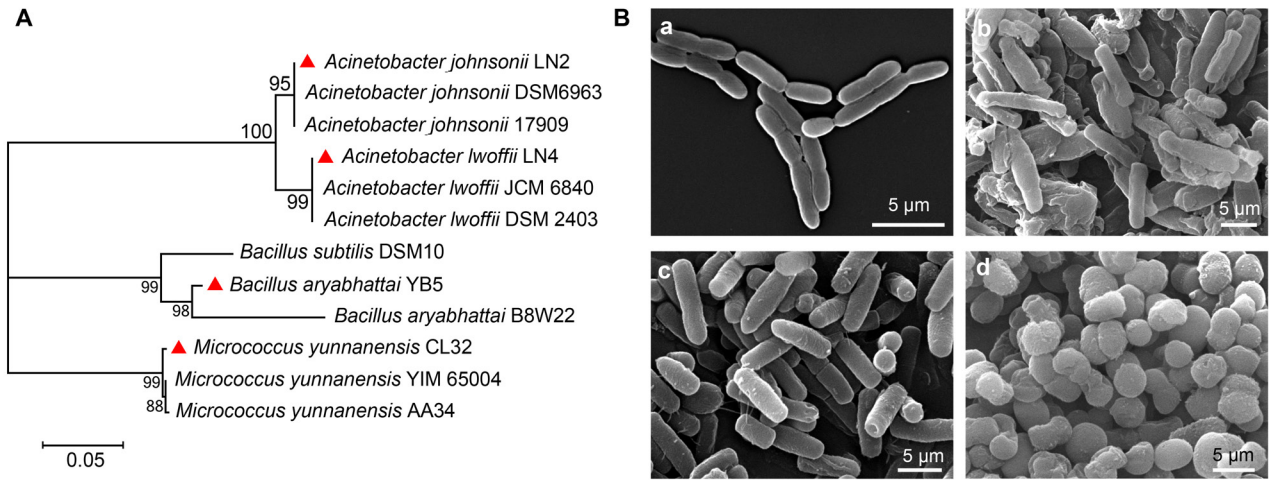 A
Acinetobacter johnsonii LN2
95
Acinetobacter johnsonii DSM6963
Acinetobacter johnsonii 17909
100
Acinetobacter lwoffii LN4
Acinetobacter lwoffii JCM 6840
99
Acinetobacter lwoffii DSM 2403
Bacillus subtilis DSM10
99
Bacillus aryabhattai YB5
98
Bacillus aryabhattai B8W22
Micrococcus yunnanensis CL32
99
Micrococcus yunnanensis YIM 65004
88
Micrococcus yunnanensis AA34
0.05
B
a
5 µm
b
5 µm
c
5 µm
d
5 µm